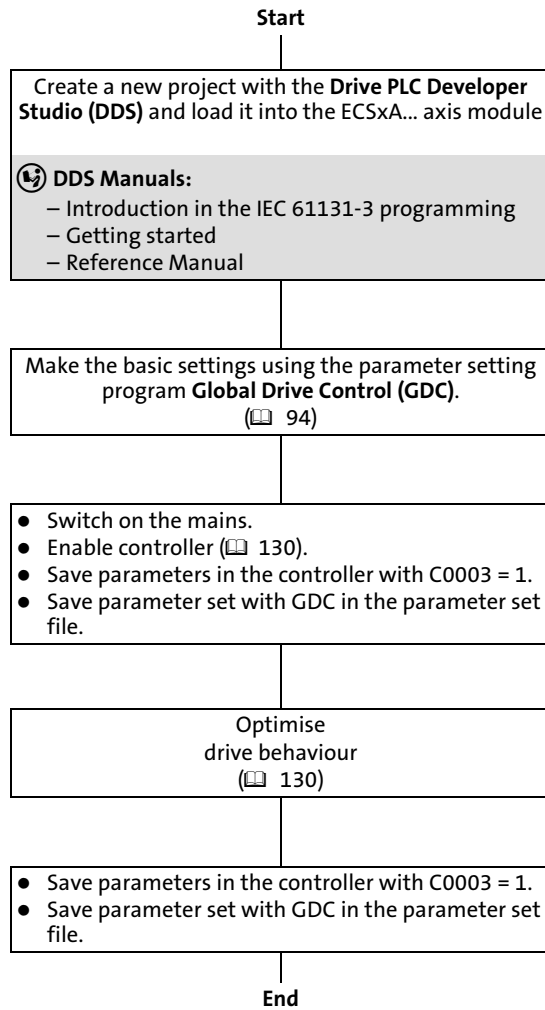 Start
Create a new project with the Drive PLC Developer
Studio (DDS) and load it into the ECSxA... axis module
DDS Manuals:
– Introduction in the IEC 61131-3 programming
– Getting started
– Reference Manual
Make the basic settings using the parameter setting
program Global Drive Control (GDC).
(🕮 94)
● Switch on the mains.
● Enable controller (🕮 130).
● Save parameters in the controller with C0003 = 1.
● Save parameter set with GDC in the parameter set
file.
Optimise
drive behaviour
(🕮 130)
● Save parameters in the controller with C0003 = 1.
● Save parameter set with GDC in the parameter set
file.
End